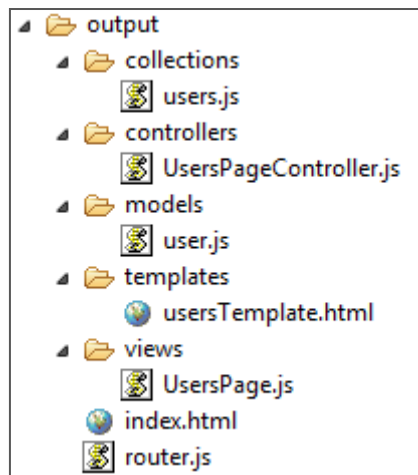 output
collections
users.js
controllers
UsersPageController.js
models
user.js
templates
usersTemplate.html
views
UsersPage.js
index.html
router.js